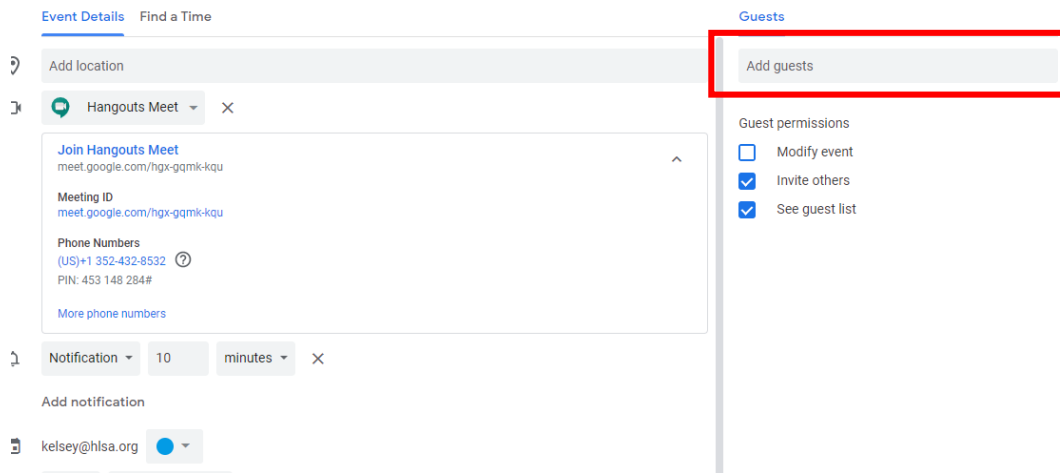 Event Details Find a Time
Add location
Hangouts Meet
Join Hangouts Meet
meet.google.com/hgx-gqmk-kqu
Meeting ID
meet.google.com/hgx-gqmk-kqu
Phone Numbers
(US)+1 352-432-8532
PIN: 453 148 284#
More phone numbers
Notification 10 minutes
Add notification
kelsey@hlsa.org
Guests
Add guests
Guest permissions
Modify event
Invite others
See guest list